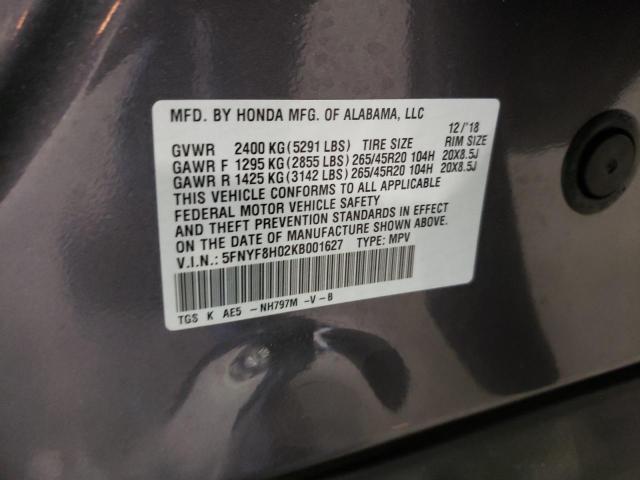 MFD. BY HONDA MFG. OF ALABAMA, LLC
12/'18
GVWR 2400 KG (5291 LBS) TIRE SIZE RIM SIZE
GAWR F 1295 KG (2855 LBS) 265/45R20 104H 20X8.5J
GAWR R 1425 KG (3142 LBS) 265/45R20 104H 20X8.5J
THIS VEHICLE CONFORMS TO ALL APPLICABLE
FEDERAL MOTOR VEHICLE SAFETY
AND THEFT PREVENTION STANDARDS IN EFFECT
ON THE DATE OF MANUFACTURE SHOWN ABOVE.
V.I.N.: 5FNYF8H02KB001627 TYPE: MPV
TGS K AE5 - NH797M -V-B